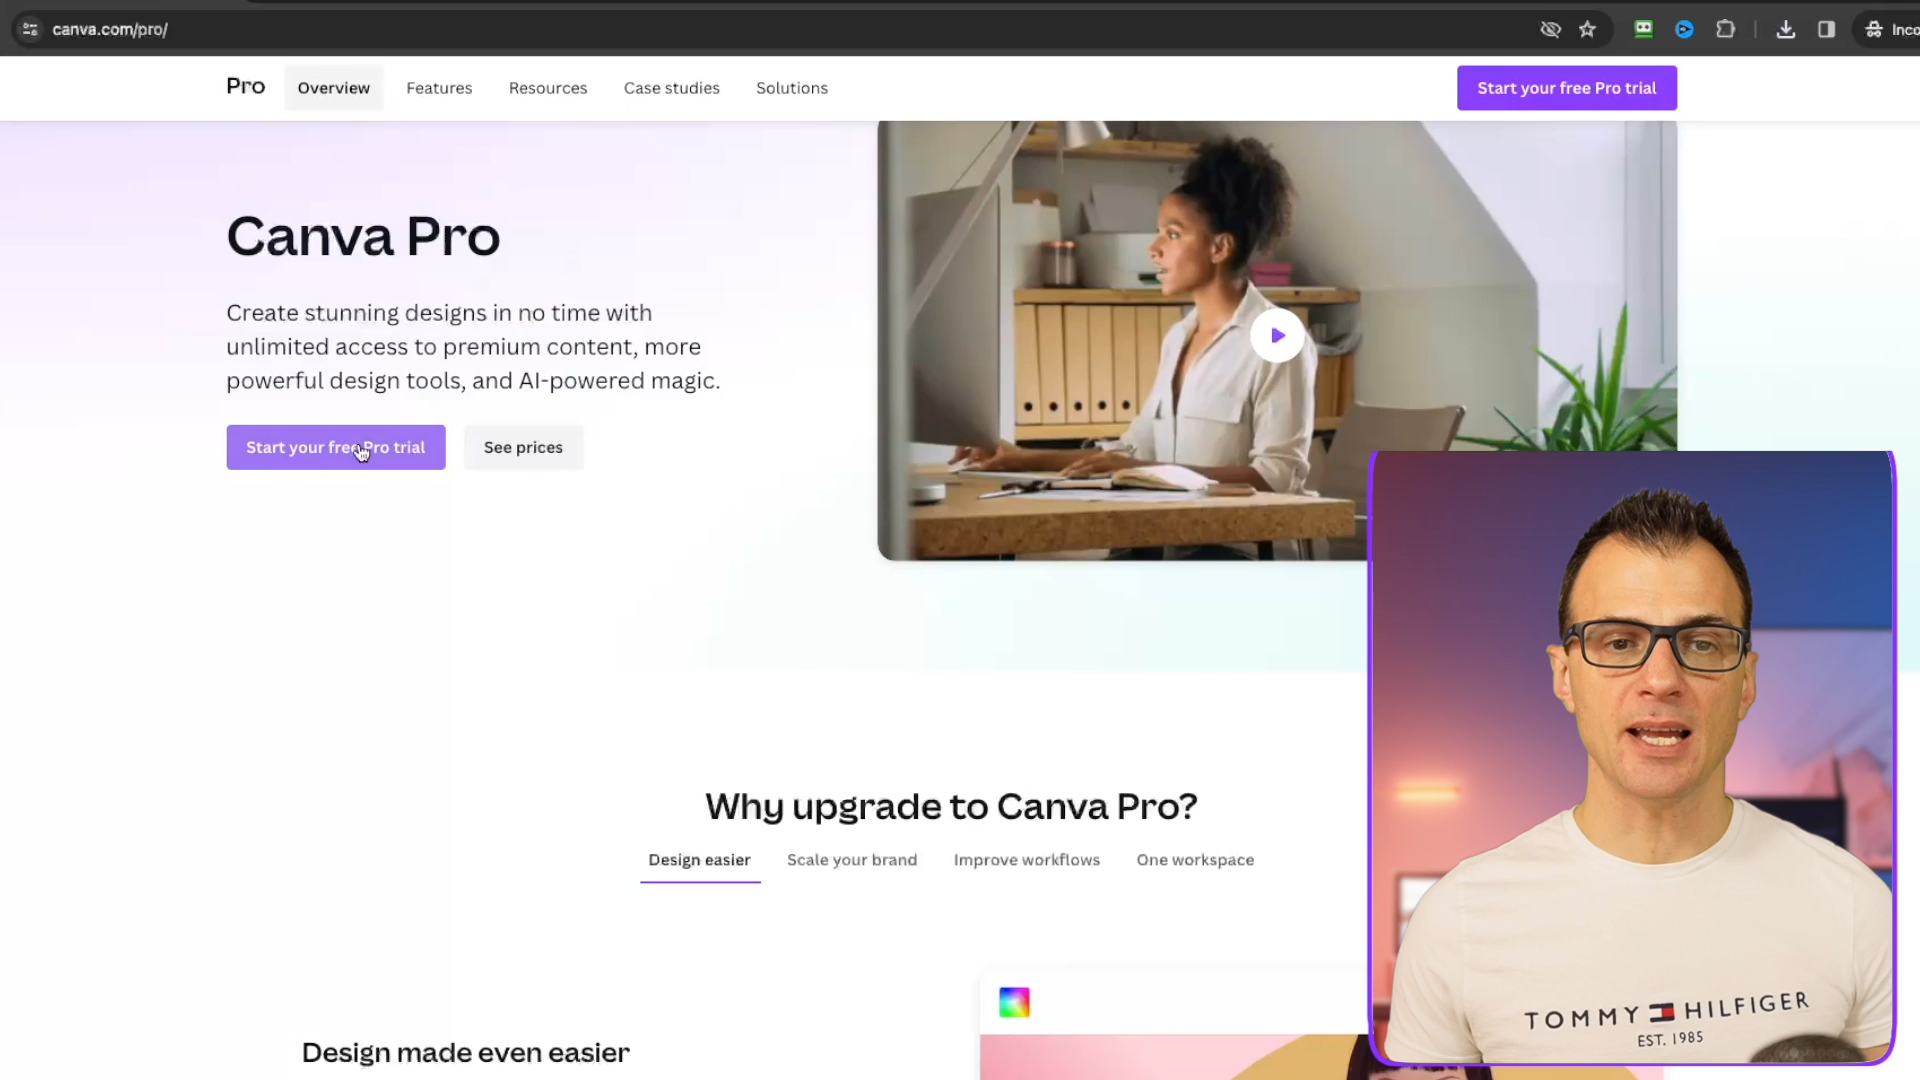 canva.com/pro/
Inco
Pro
Overview
Features
Resources
Case studies
Solutions
Start your free Pro trial
Canva Pro
Create stunning designs in no time with
unlimited access to premium content, more
powerful design tools, and AI-powered magic.
Start your free Pro trial
See prices
Why upgrade to Canva Pro?
Design easier
Scale your brand
Improve workflows
One workspace
Design made even easier
TOMMY HILFIGER
EST. 1985